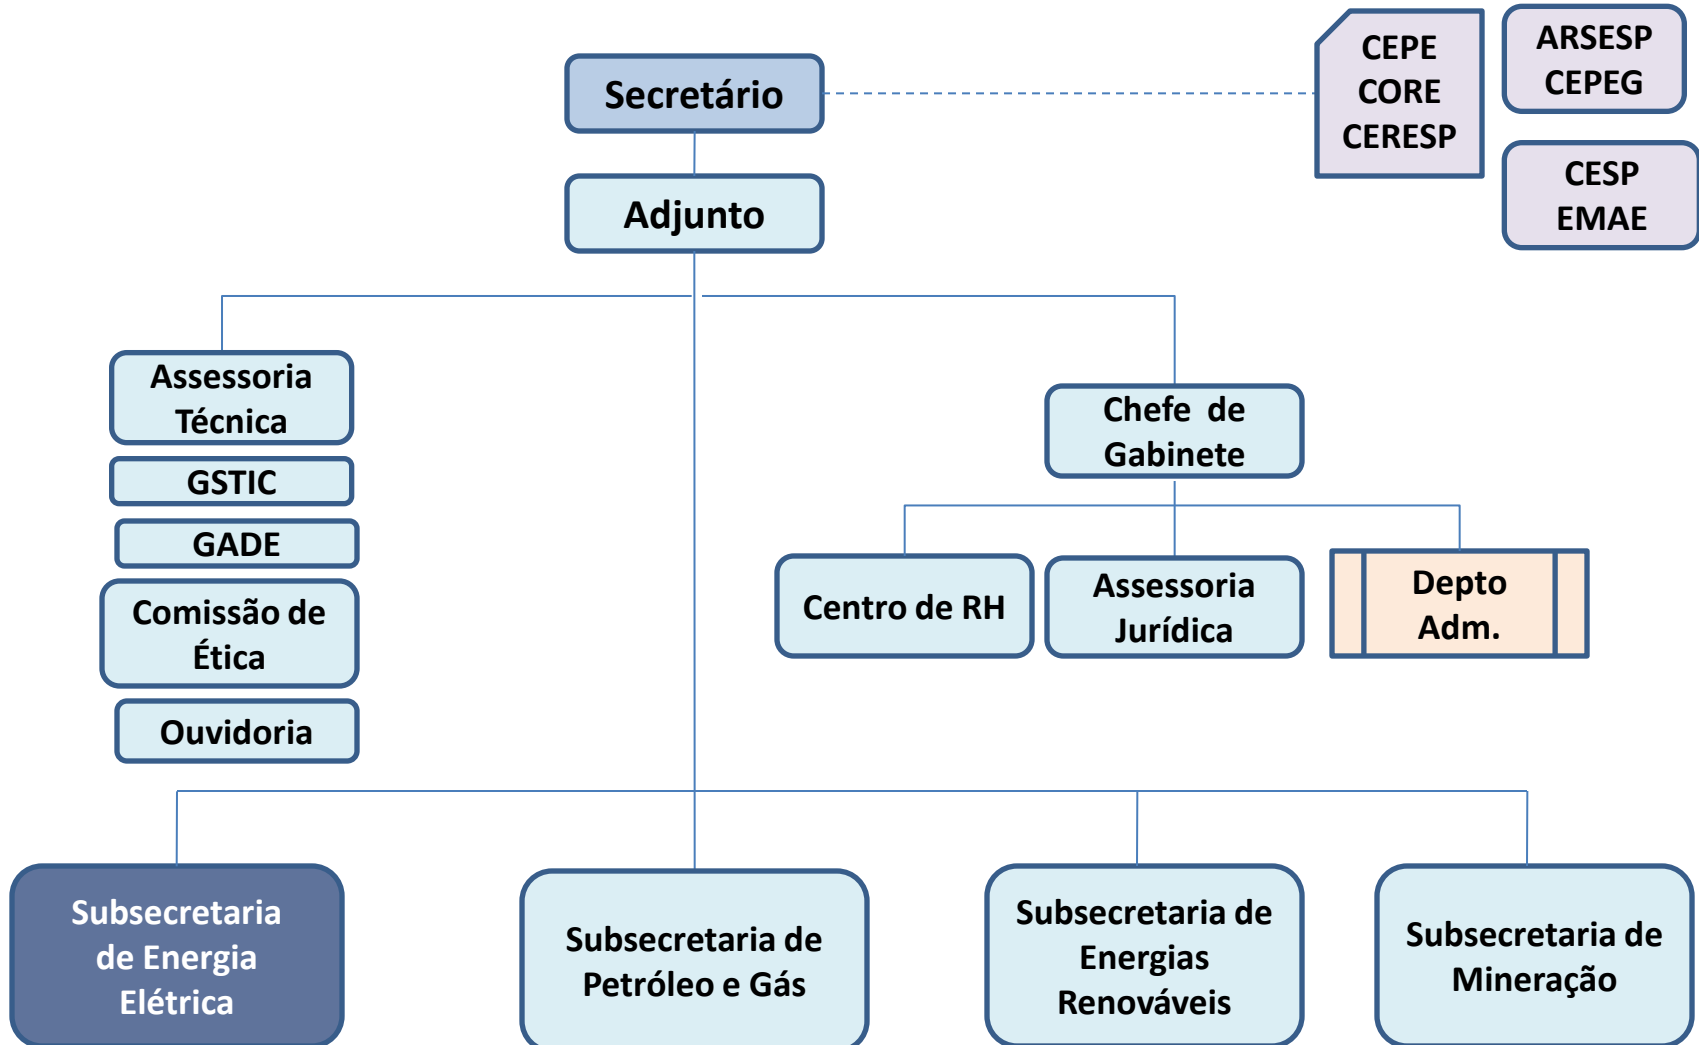 Secretário
CEPE
CORE
CERESP
ARSESP
CEPEG
CESP
EMAE
Adjunto
Assessoria
Técnica
GSTIC
GADE
Comissão de
Ética
Ouvidoria
Chefe de
Gabinete
Centro de RH
Assessoria
Jurídica
Depto
Adm.
Subsecretaria
de Energia
Elétrica
Subsecretaria de
Petróleo e Gás
Subsecretaria de
Energias
Renováveis
Subsecretaria de
Mineração